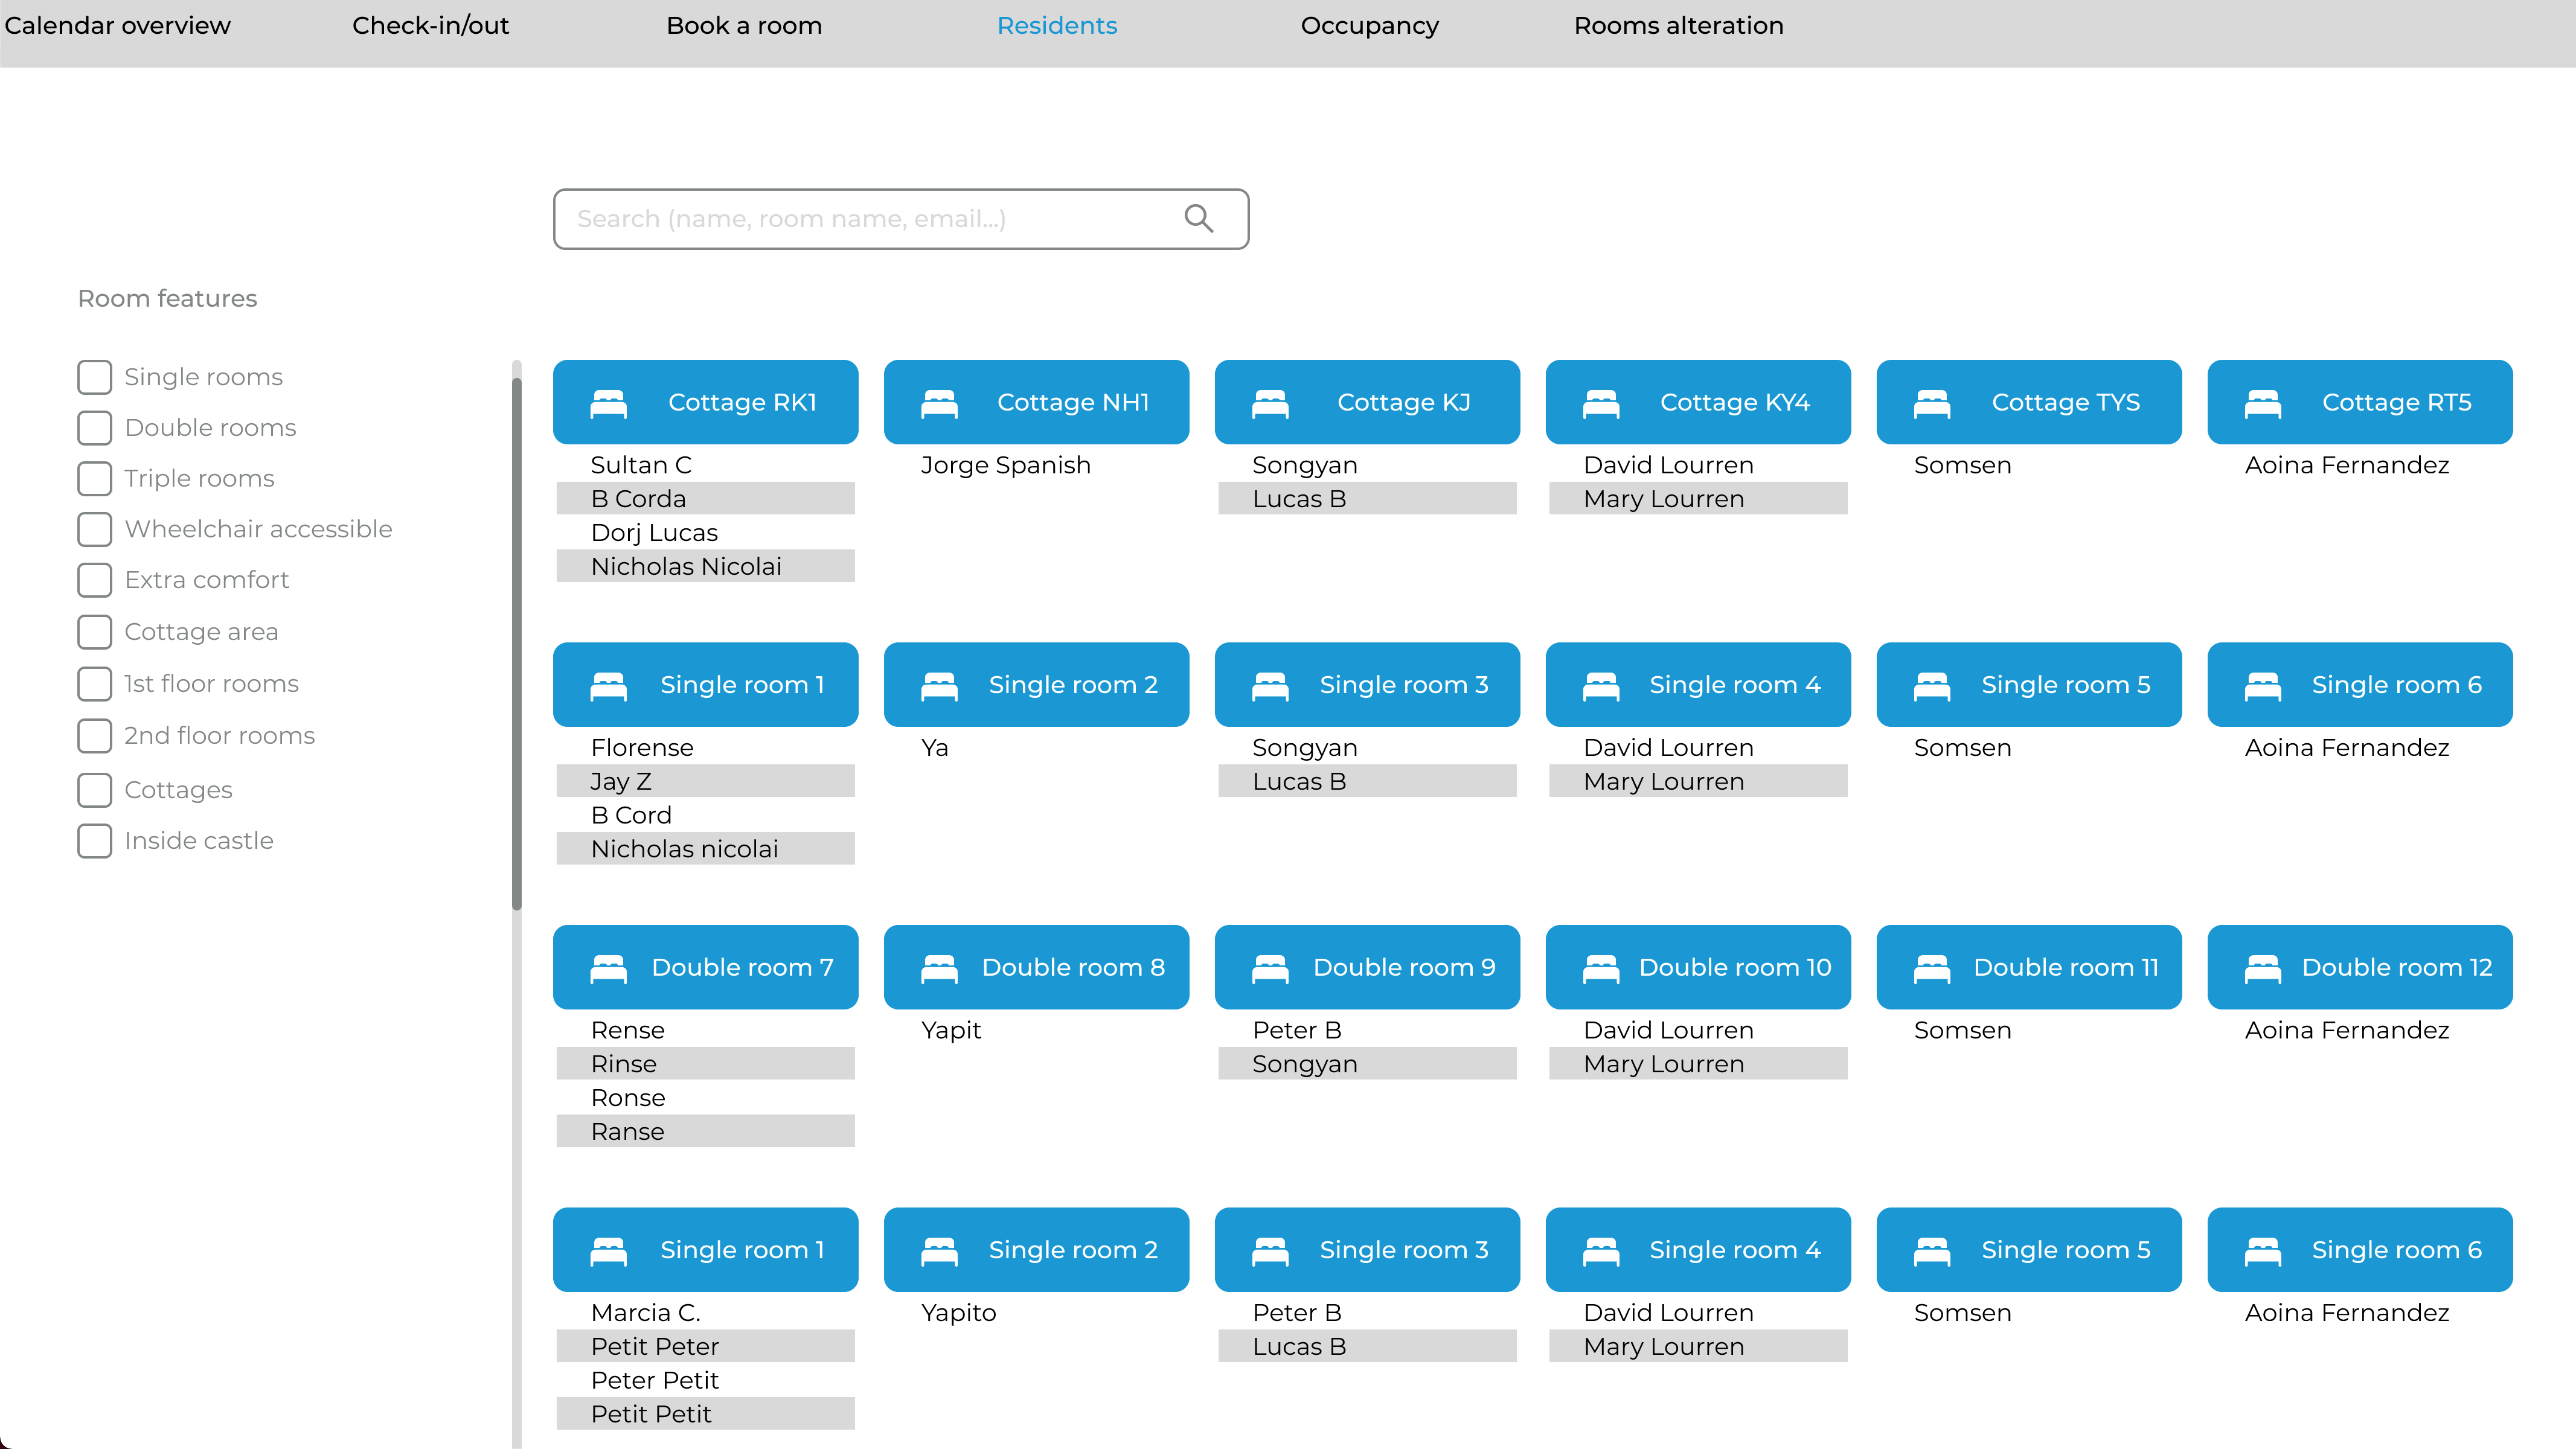 Calendar overview
Check-in/out
Book a room
Residents
Occupancy
Rooms alteration
Search (name, room name, email...)
Room features
Single rooms
Double rooms
Triple rooms
Wheelchair accessible
Extra comfort
Cottage area
1st floor rooms
2nd floor rooms
Cottages
Inside castle
Cottage RK1
Sultan C
B Corda
Dorj Lucas
Nicholas Nicolai
Cottage NH1
Jorge Spanish
Cottage KJ
Songyan
Lucas B
Cottage KY4
David Lourren
Mary Lourren
Cottage TYS
Somsen
Cottage RT5
Aoina Fernandez
Single room 1
Florense
Jay Z
B Cord
Nicholas nicolai
Single room 2
Ya
Single room 3
Songyan
Lucas B
Single room 4
David Lourren
Mary Lourren
Single room 5
Somsen
Single room 6
Aoina Fernandez
Double room 7
Rense
Rinse
Ronse
Ranse
Double room 8
Yapit
Double room 9
Peter B
Songyan
Double room 10
David Lourren
Mary Lourren
Double room 11
Somsen
Double room 12
Aoina Fernandez
Single room 1
Marcia C.
Petit Peter
Peter Petit
Petit Petit
Single room 2
Yapito
Single room 3
Peter B
Lucas B
Single room 4
David Lourren
Mary Lourren
Single room 5
Somsen
Single room 6
Aoina Fernandez